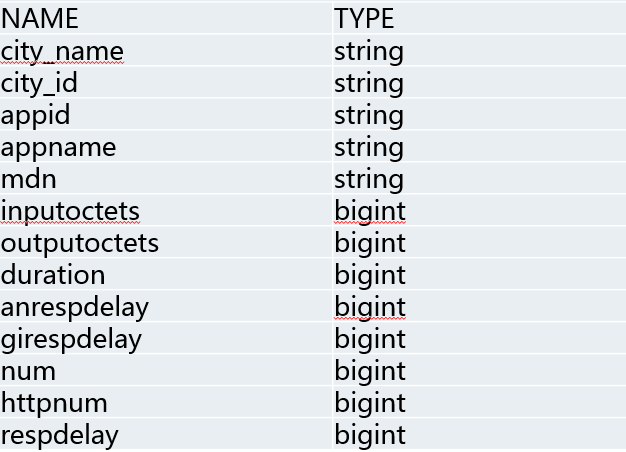 NAME TYPE
city_name string
city_id string
appid string
appname string
mdn string
inputoctets bigint
outputoctets bigint
duration bigint
anrespdelay bigint
girespdelay bigint
num bigint
httpnum bigint
respdelay bigint